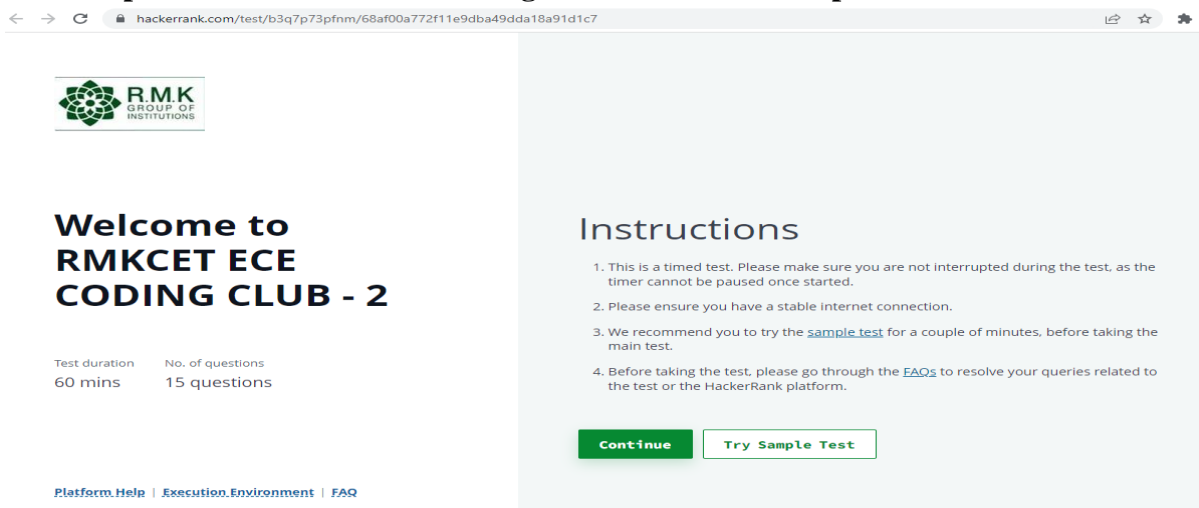 hackerrank.com/test/b3q7p73pfnm/68af00a772f11e9dba49dda18a91d1c7
R.M.K
GROUP OF
INSTITUTIONS
Welcome to
RMKCET ECE
CODING CLUB - 2
Test duration No. of questions
60 mins 15 questions
Platform Help | Execution Environment | FAQ
Instructions
1. This is a timed test. Please make sure you are not interrupted during the test, as the
timer cannot be paused once started.
2. Please ensure you have a stable internet connection.
3. We recommend you to try the sample test for a couple of minutes, before taking the
main test.
4. Before taking the test, please go through the FAQs to resolve your queries related to
the test or the HackerRank platform.
Continue Try Sample Test